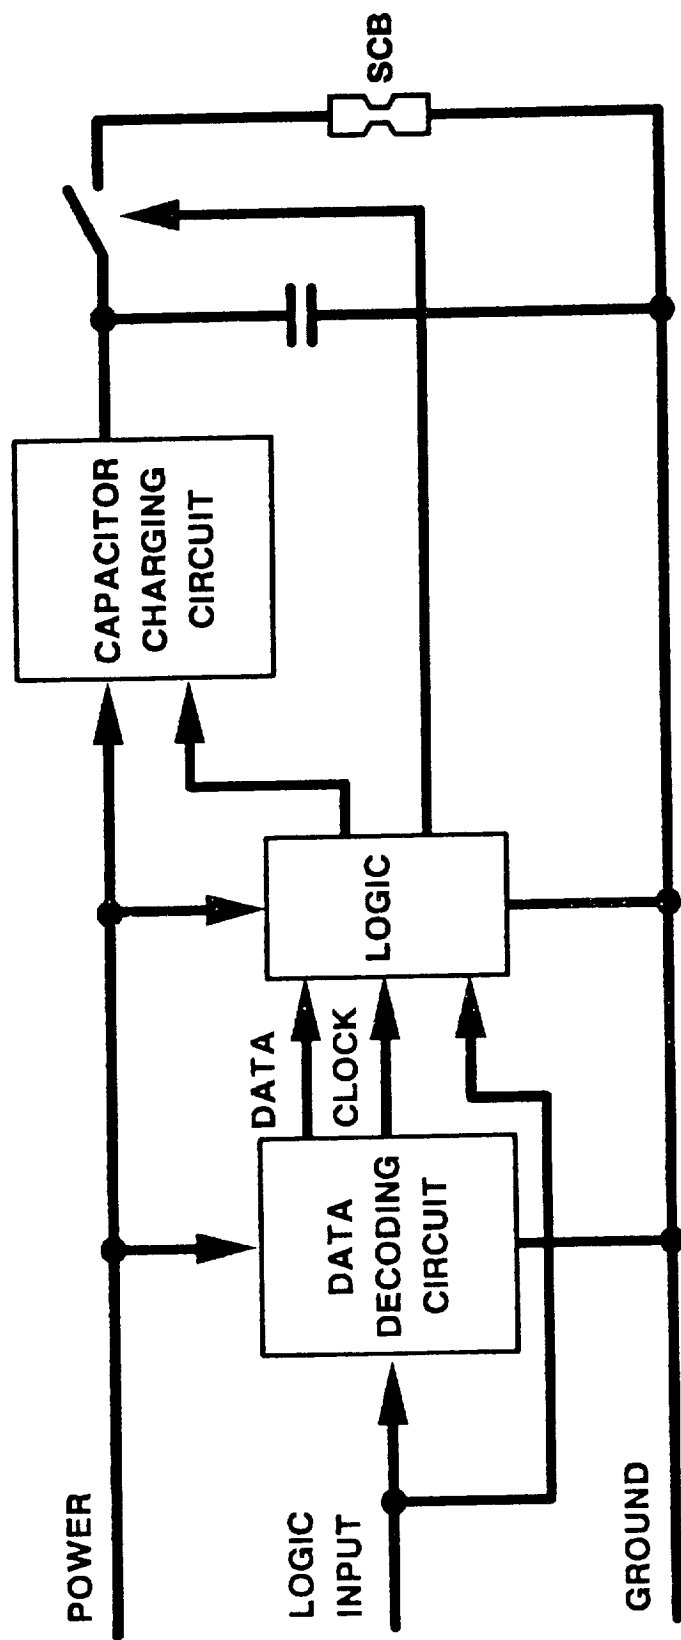 POWER
LOGIC
INPUT
GROUND
DATA
DECODING
CIRCUIT
DATA
CLOCK
LOGIC
CAPACITOR
CHARGING
CIRCUIT
SCB